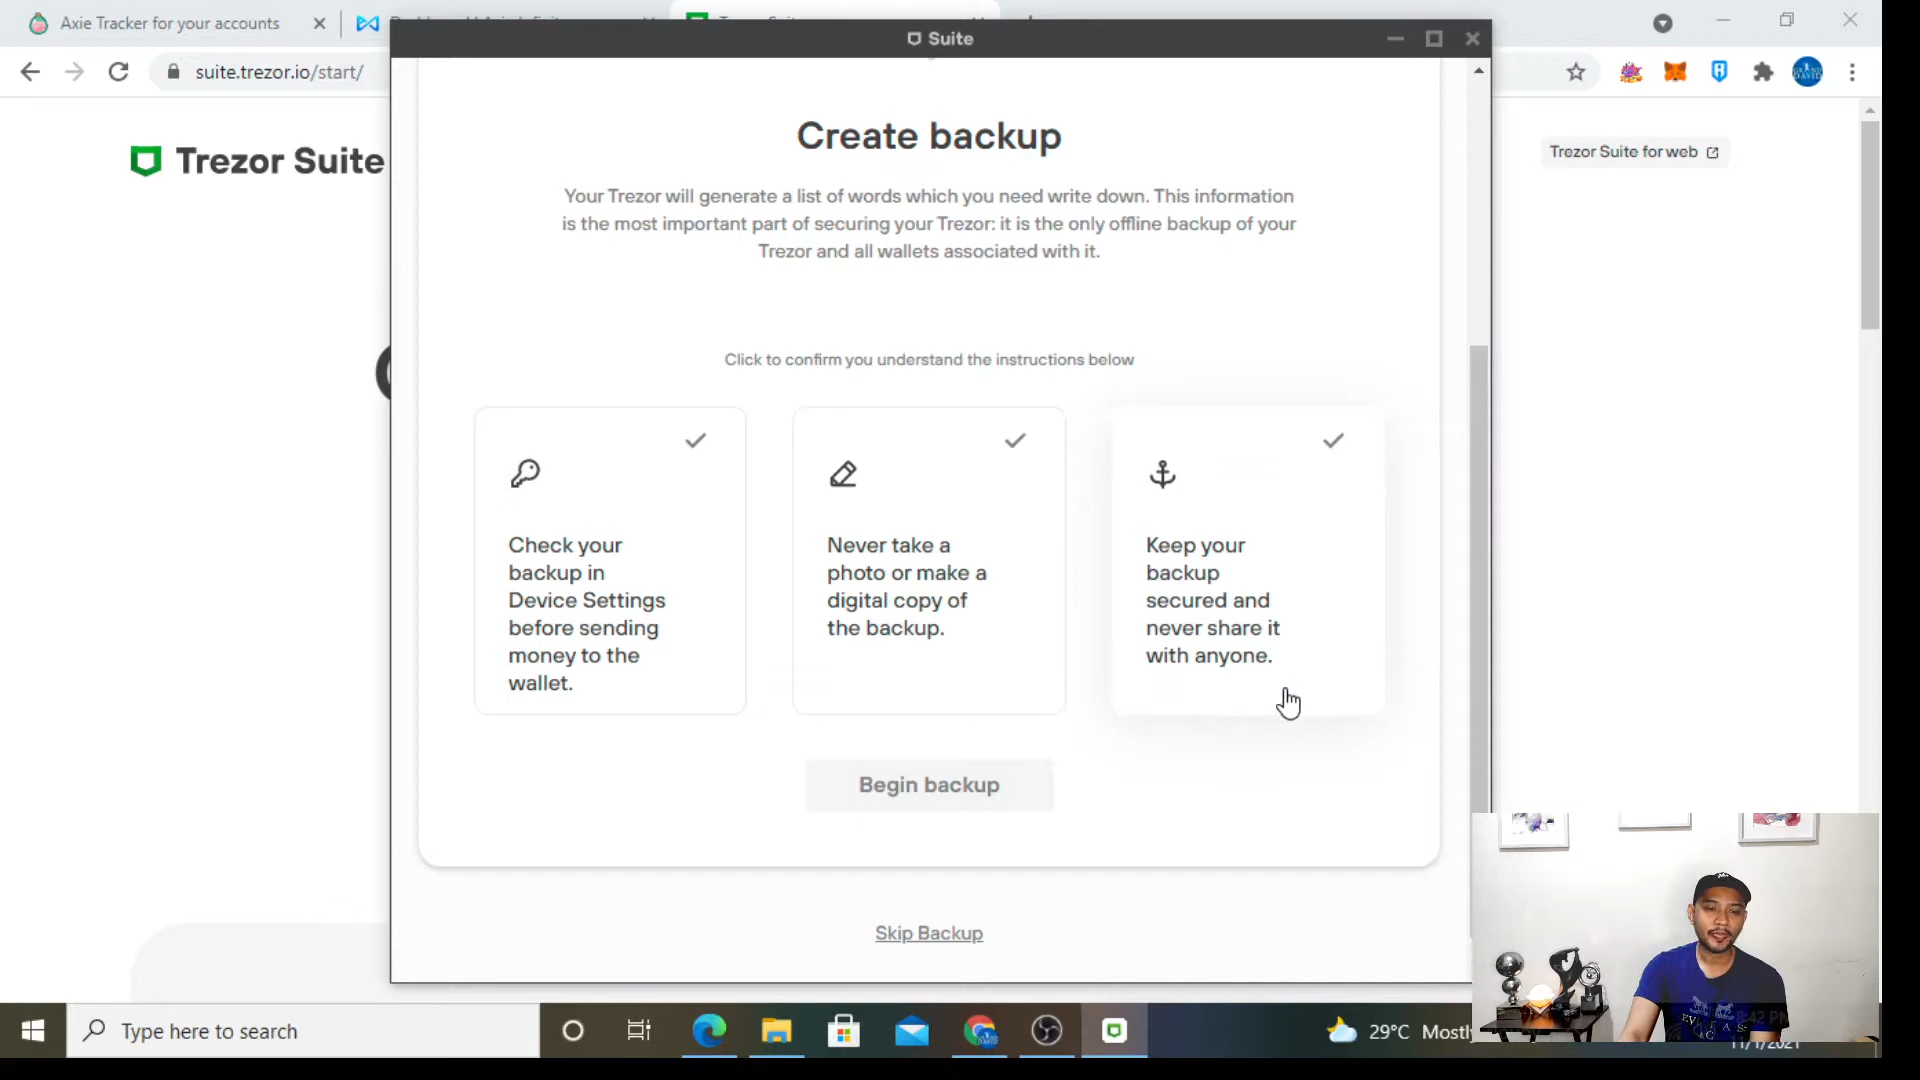 Axie Tracker for your accounts
Suite
suite.trezor.io/start/
Trezor Suite
Trezor Suite for web
Create backup
Your Trezor will generate a list of words which you need write down. This information
is the most important part of securing your Trezor: it is the only offline backup of your
Trezor and all wallets associated with it.
Click to confirm you understand the instructions below
Check your
backup in
Device Settings
before sending
money to the
wallet.
Never take a
photo or make a
digital copy of
the backup.
Keep your
backup
secured and
never share it
with anyone.
Begin backup
Skip Backup
Type here to search
29°C
11/1/2021